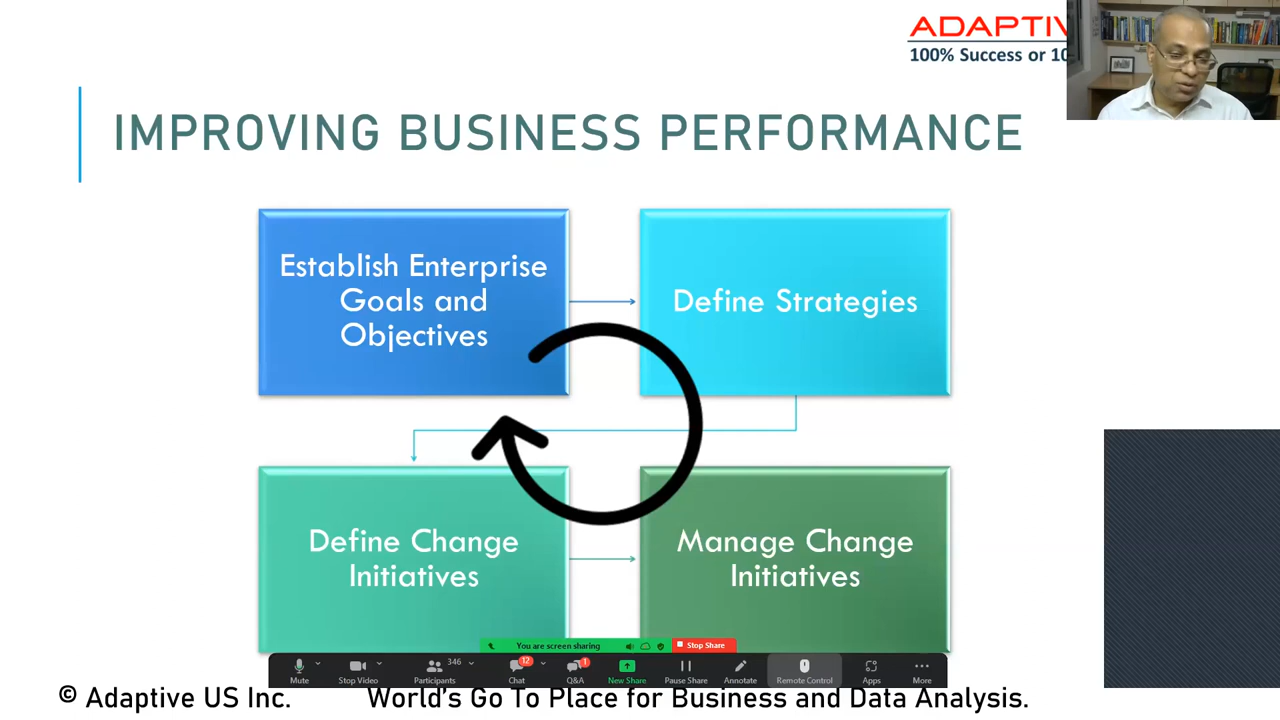 ADAPTIV
100% Success or 10
IMPROVING BUSINESS PERFORMANCE
Establish Enterprise
Goals and
Objectives
Define Strategies
Define Change
Initiatives
Manage Change
Initiatives
You are screen sharing
Stop Share
346
12
1
Mute
Stop Video
Participants
Chat
Q&A
New Share
Pause Share
Annotate
Remote Control
Apps
More
© Adaptive US Inc.
World's Go To Place for Business and Data Analysis.